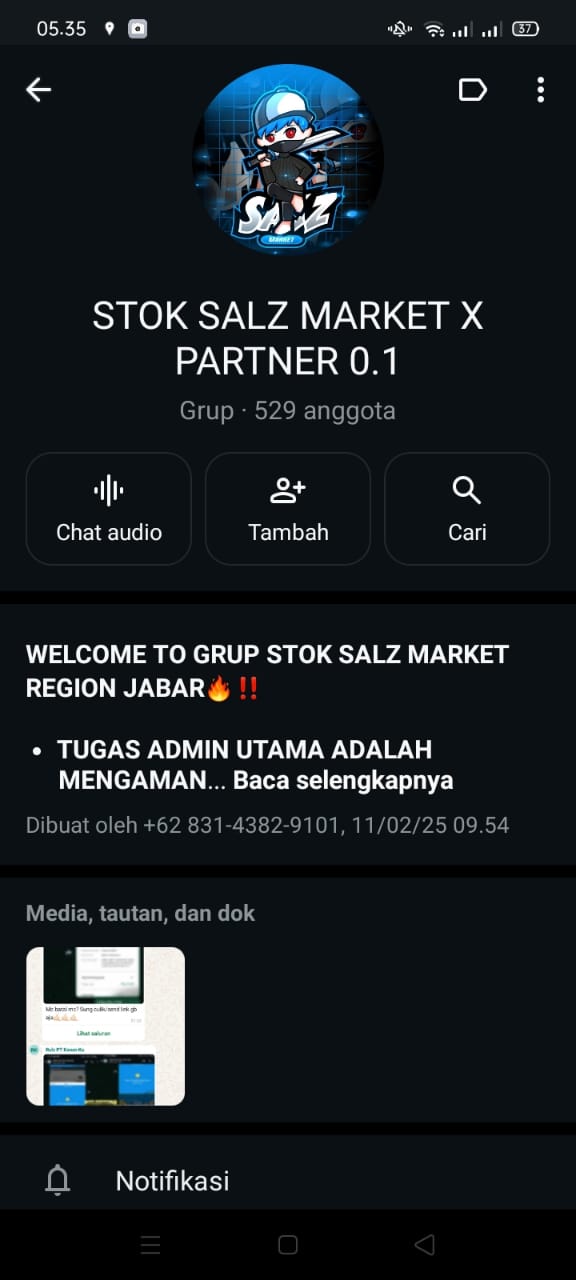 05.35
37
SALZ
MARKET
STOK SALZ MARKET X
PARTNER 0.1
Grup · 529 anggota
Chat audio
Tambah
Cari
WELCOME TO GRUP STOK SALZ MARKET
REGION JABAR🔥‼️
• TUGAS ADMIN UTAMA ADALAH
MENGAMAN... Baca selengkapnya
Dibuat oleh +62 831-4382-9101, 11/02/25 09.54
Media, tautan, dan dok
Lihat saluran
Notifikasi